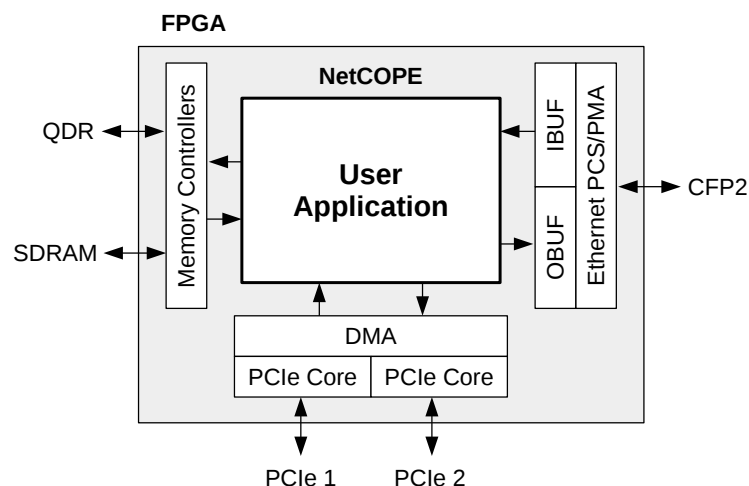 FPGA
NetCOPE
QDR
SDRAM
Memory Controllers
User
Application
IBUF
OBUF
Ethernet PCS/PMA
CFP2
DMA
PCIe Core
PCIe Core
PCIe 1
PCIe 2